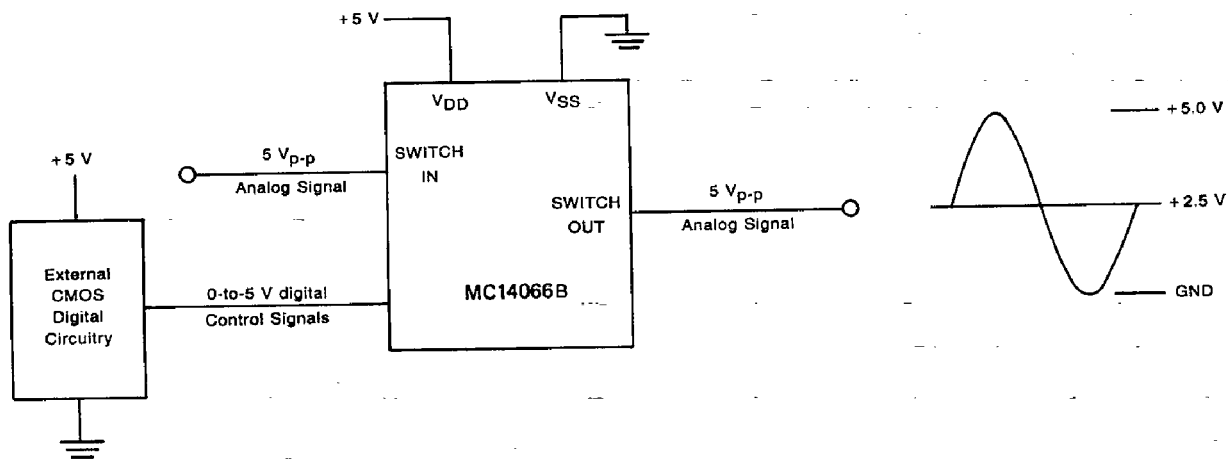 +5 V
VDD
VSS
+5.0 V
+5 V
5 Vp-p
Analog Signal
SWITCH
IN
5 Vp-p
Analog Signal
SWITCH
OUT
+2.5 V
External
CMOS
Digital
Circuitry
0-to-5 V digital
Control Signals
MC14066B
GND